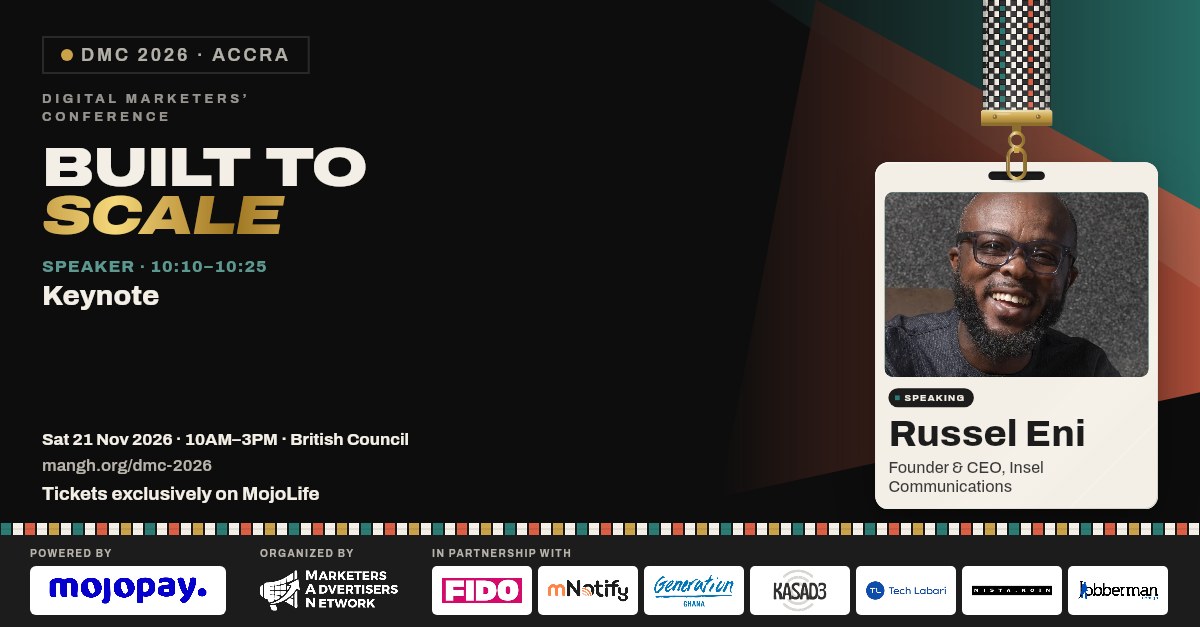 DMC 2026 · ACCRA
DIGITAL MARKETERS'
CONFERENCE
BUILT TO
SCALE
SPEAKER · 10:10–10:25
Keynote
Sat 21 Nov 2026 · 10AM–3PM · British Council
mangh.org/dmc-2026
Tickets exclusively on MojoLife
SPEAKING
Russel Eni
Founder & CEO, Insel
Communications
POWERED BY
mojopay.
ORGANIZED BY
MARKETERS
ADVERTISERS
NETWORK
IN PARTNERSHIP WITH
FIDO
mNotify
Generation
GHANA
KASAD3
TL Tech Labari
Jobberman